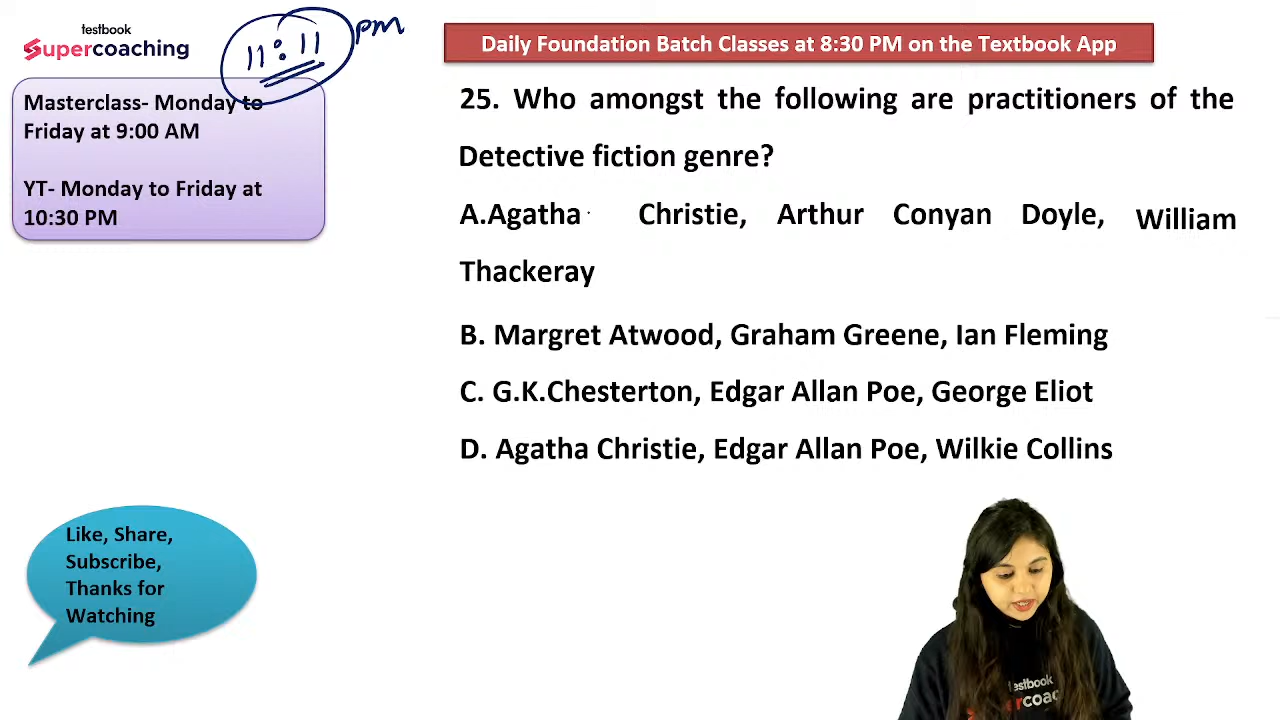 testbook
Supercoaching
11:11 pm
Daily Foundation Batch Classes at 8:30 PM on the Textbook App
Masterclass- Monday to
Friday at 9:00 AM
YT- Monday to Friday at
10:30 PM
25. Who amongst the following are practitioners of the
Detective fiction genre?
A.Agatha Christie, Arthur Conyan Doyle, William
Thackeray
B. Margret Atwood, Graham Greene, Ian Fleming
C. G.K.Chesterton, Edgar Allan Poe, George Eliot
D. Agatha Christie, Edgar Allan Poe, Wilkie Collins
Like, Share,
Subscribe,
Thanks for
Watching
testbook